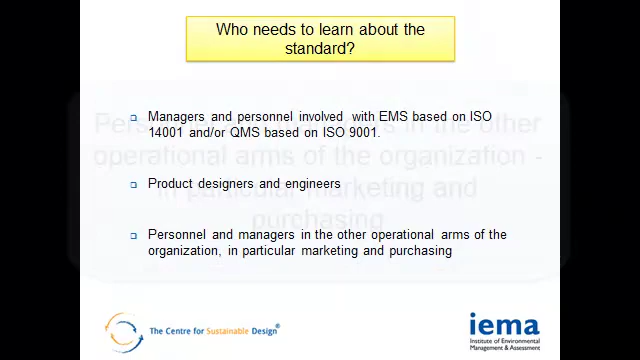 Who needs to learn about the
standard?
Managers and personnel involved with EMS based on ISO
14001 and/or QMS based on ISO 9001.
Product designers and engineers
Personnel and managers in the other operational arms of the
organization, in particular marketing and purchasing
The Centre for Sustainable Design®
iema
Institute of Environmental
Management & Assessment